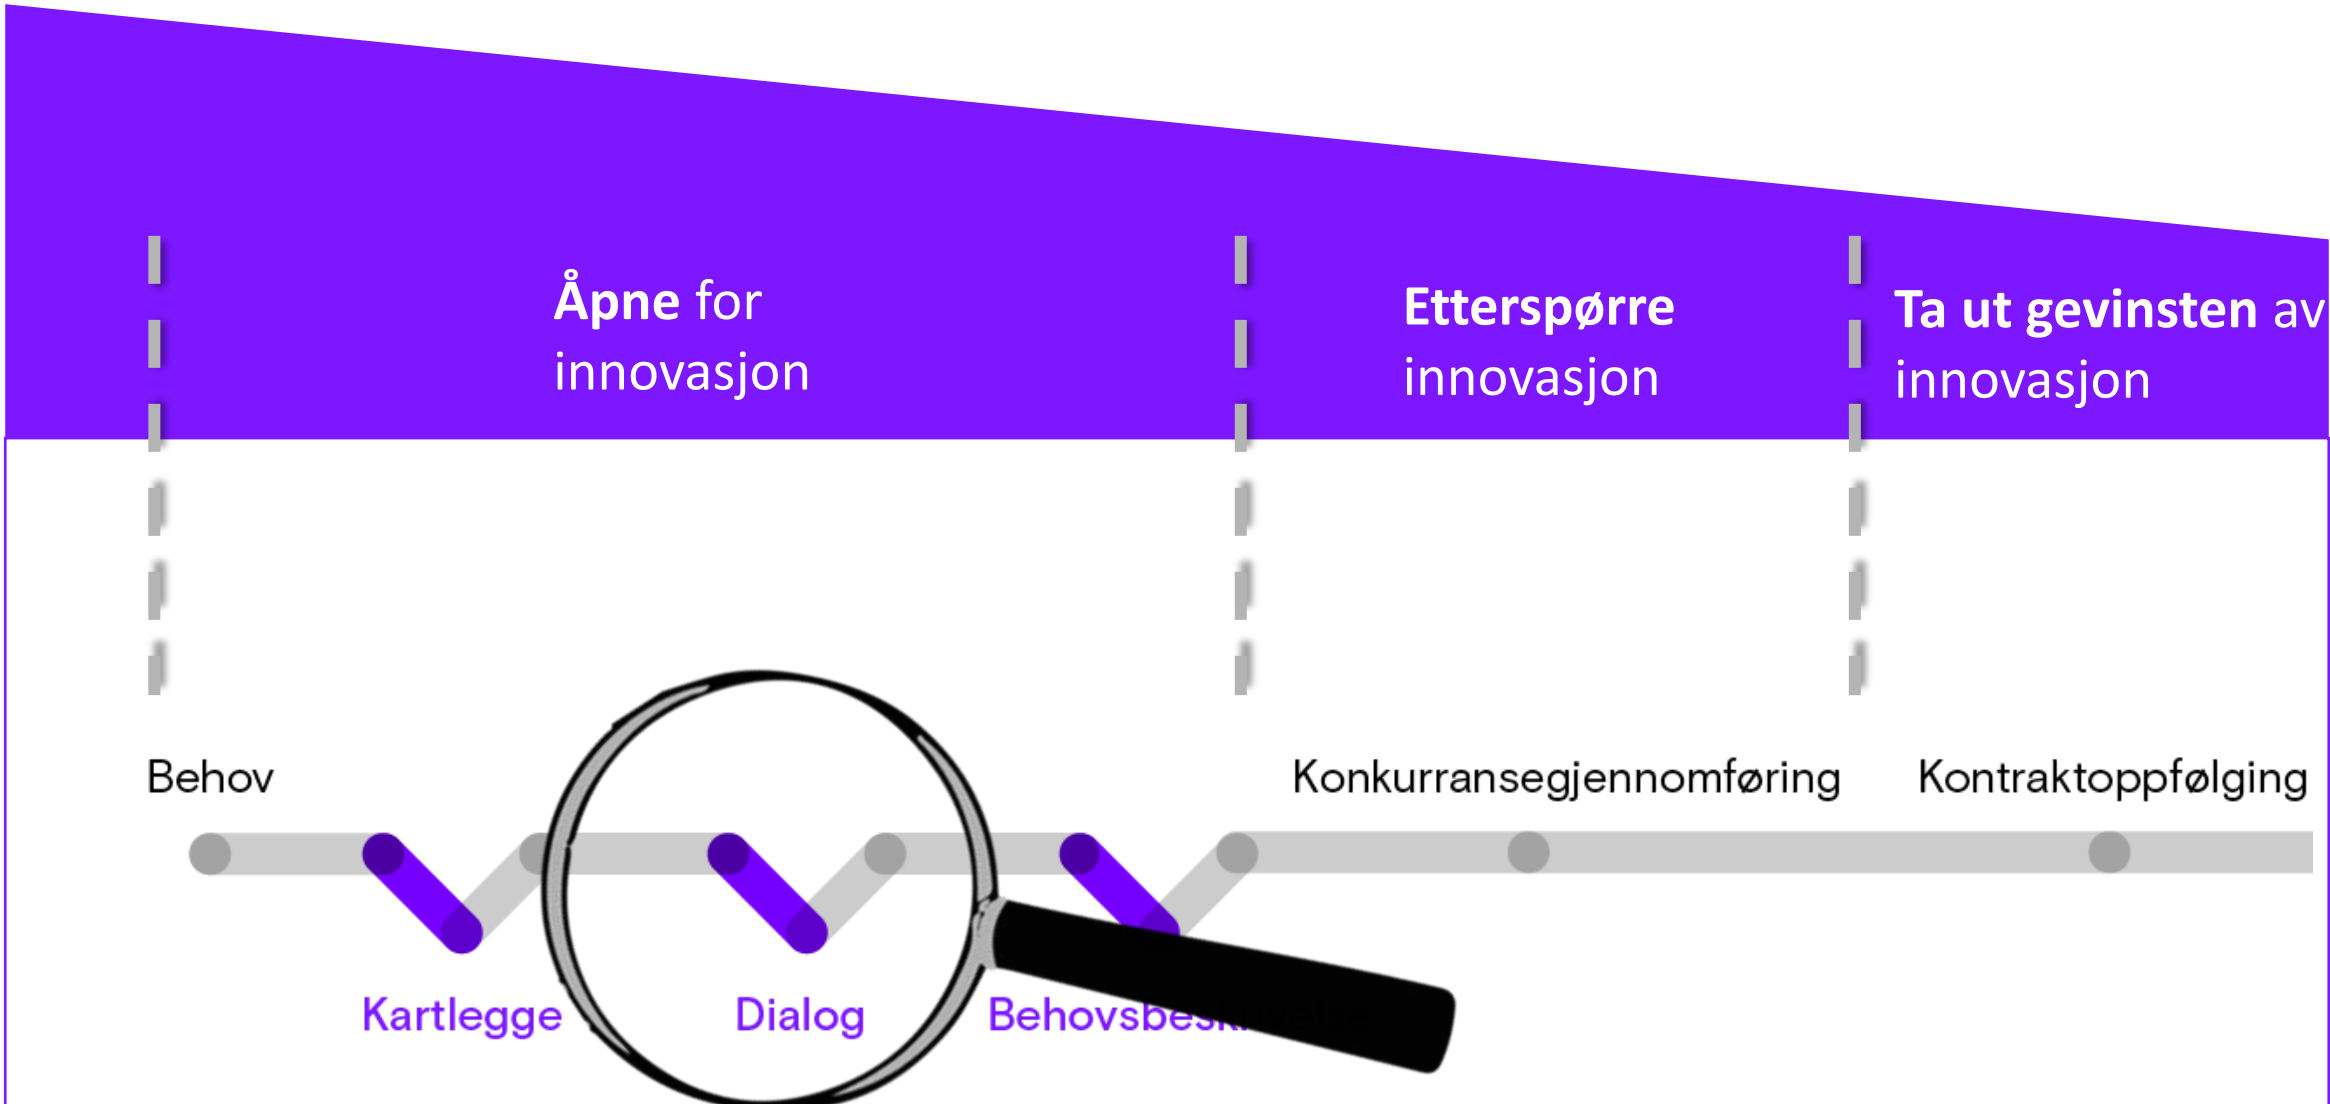 Åpne for
innovasjon
Etterspørre
innovasjon
Ta ut gevinsten av
innovasjon
Behov
Konkurransegjennomføring
Kontraktoppfølging
Kartlegge
Dialog